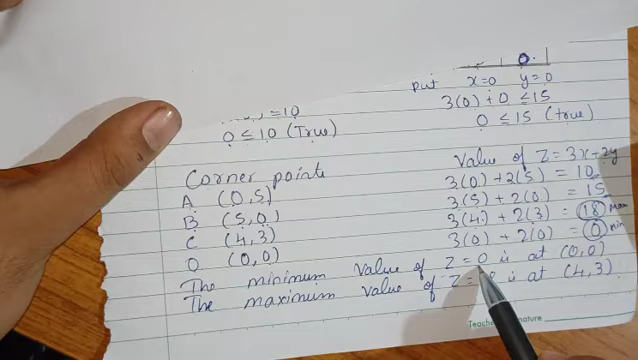 0.
put x=0 y=0
=10
3(0) + 0 ≤ 15
0 ≤ 10 (True)
0 ≤ 15 (true)
Corner points
Value of Z = 3x+2y
A (0,5)
3(0) + 2(5) = 10
B (5,0)
3(5) + 2(0) = 15
C (4,3)
3(4) + 2(3) = 18 Max
O (0,0)
3(0) + 2(0) = 0 min
The minimum value of Z = 0 is at (0,0)
The maximum value of Z = is at (4,3)